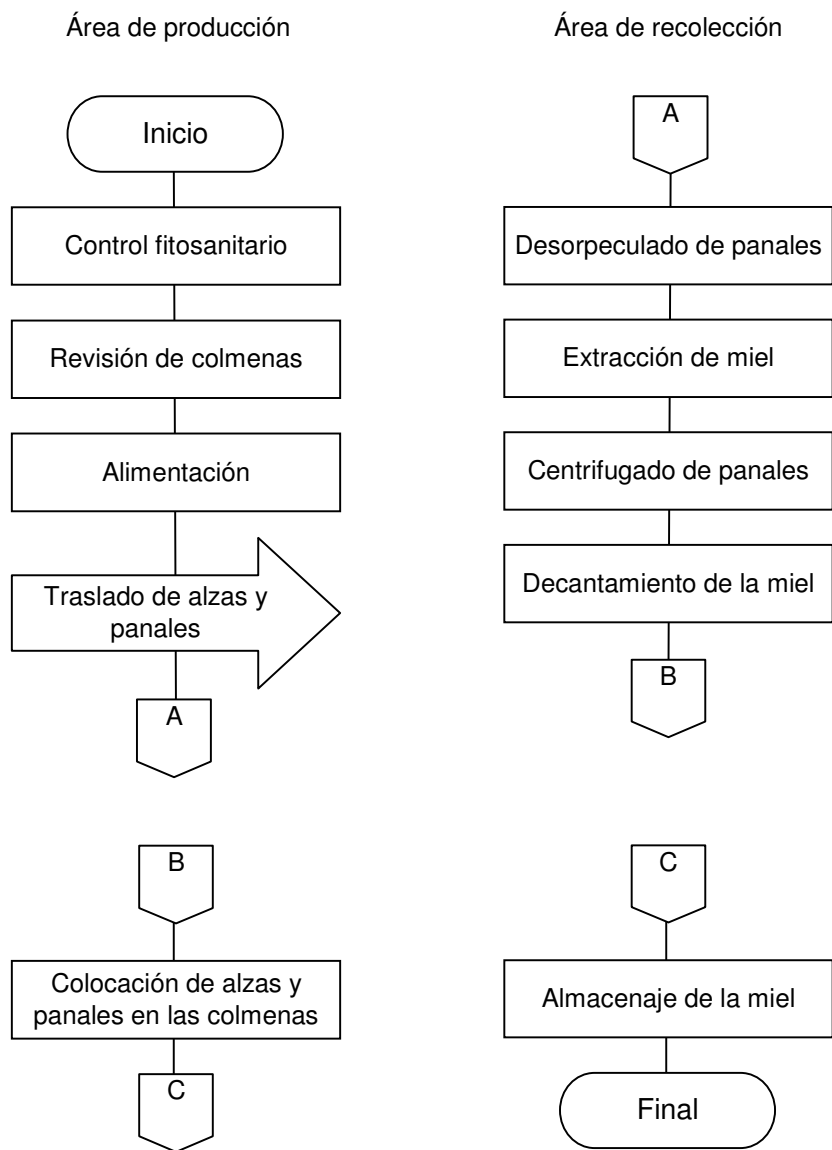 Área de producción
Área de recolección
Inicio
Control fitosanitario
Revisión de colmenas
Alimentación
Traslado de alzas y
panales
A
A
Desorpeculado de panales
Extracción de miel
Centrifugado de panales
Decantamiento de la miel
B
B
Colocación de alzas y
panales en las colmenas
C
C
Almacenaje de la miel
Final